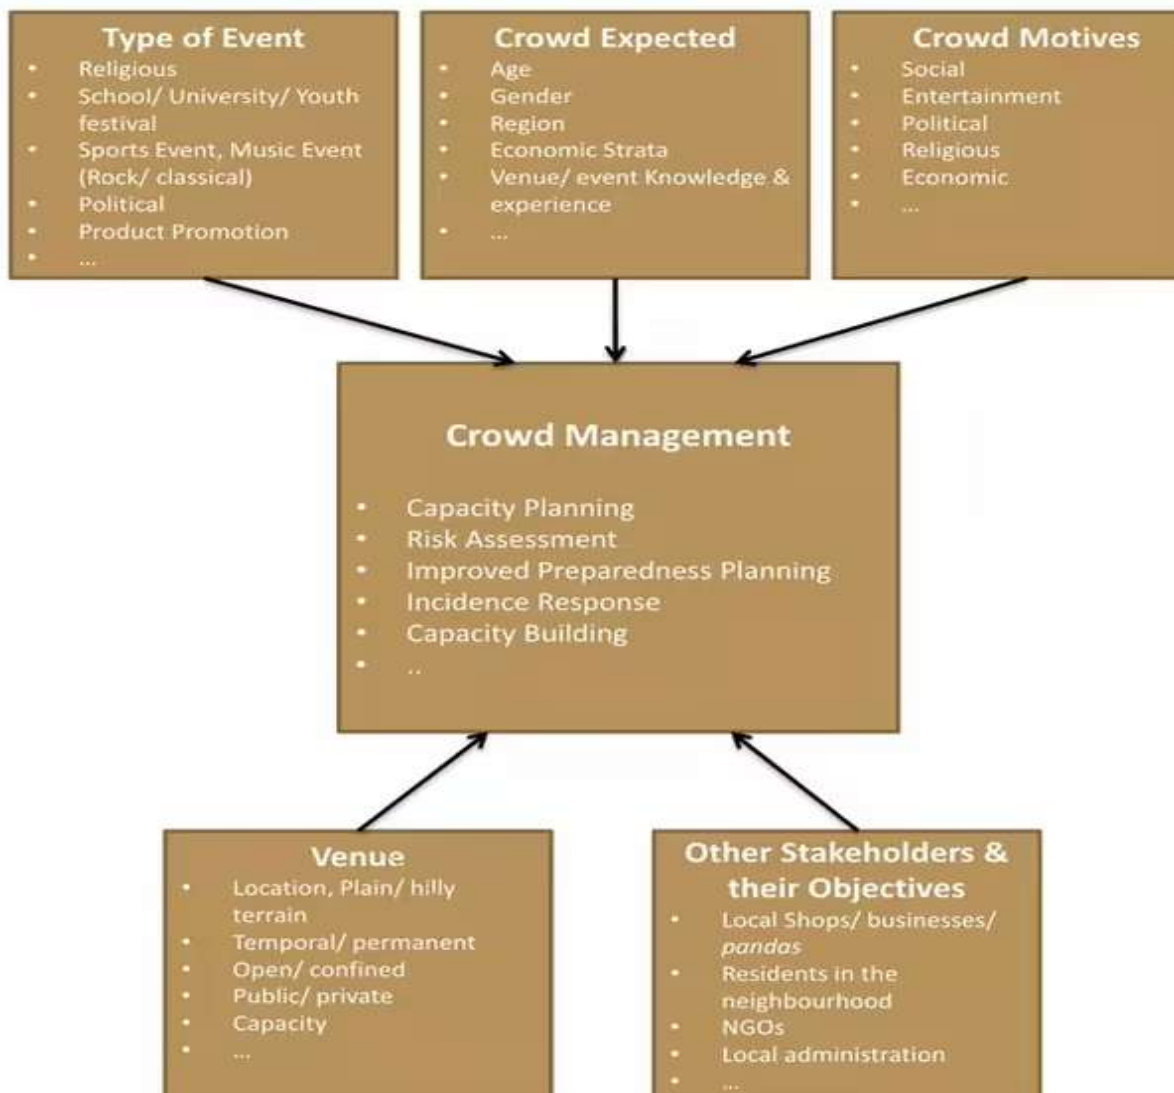 Type of Event
• Religious
• School/ University/ Youth
festival
• Sports Event, Music Event
(Rock/ classical)
• Political
• Product Promotion
• ...
Crowd Expected
• Age
• Gender
• Region
• Economic Strata
• Venue/ event Knowledge &
experience
• ...
Crowd Motives
• Social
• Entertainment
• Political
• Religious
• Economic
• ...
Crowd Management
• Capacity Planning
• Risk Assessment
• Improved Preparedness Planning
• Incidence Response
• Capacity Building
• ..
Venue
• Location, Plain/ hilly
terrain
• Temporal/ permanent
• Open/ confined
• Public/ private
• Capacity
• ...
Other Stakeholders &
their Objectives
• Local Shops/ businesses/
pandas
• Residents in the
neighbourhood
• NGOs
• Local administration
• ...